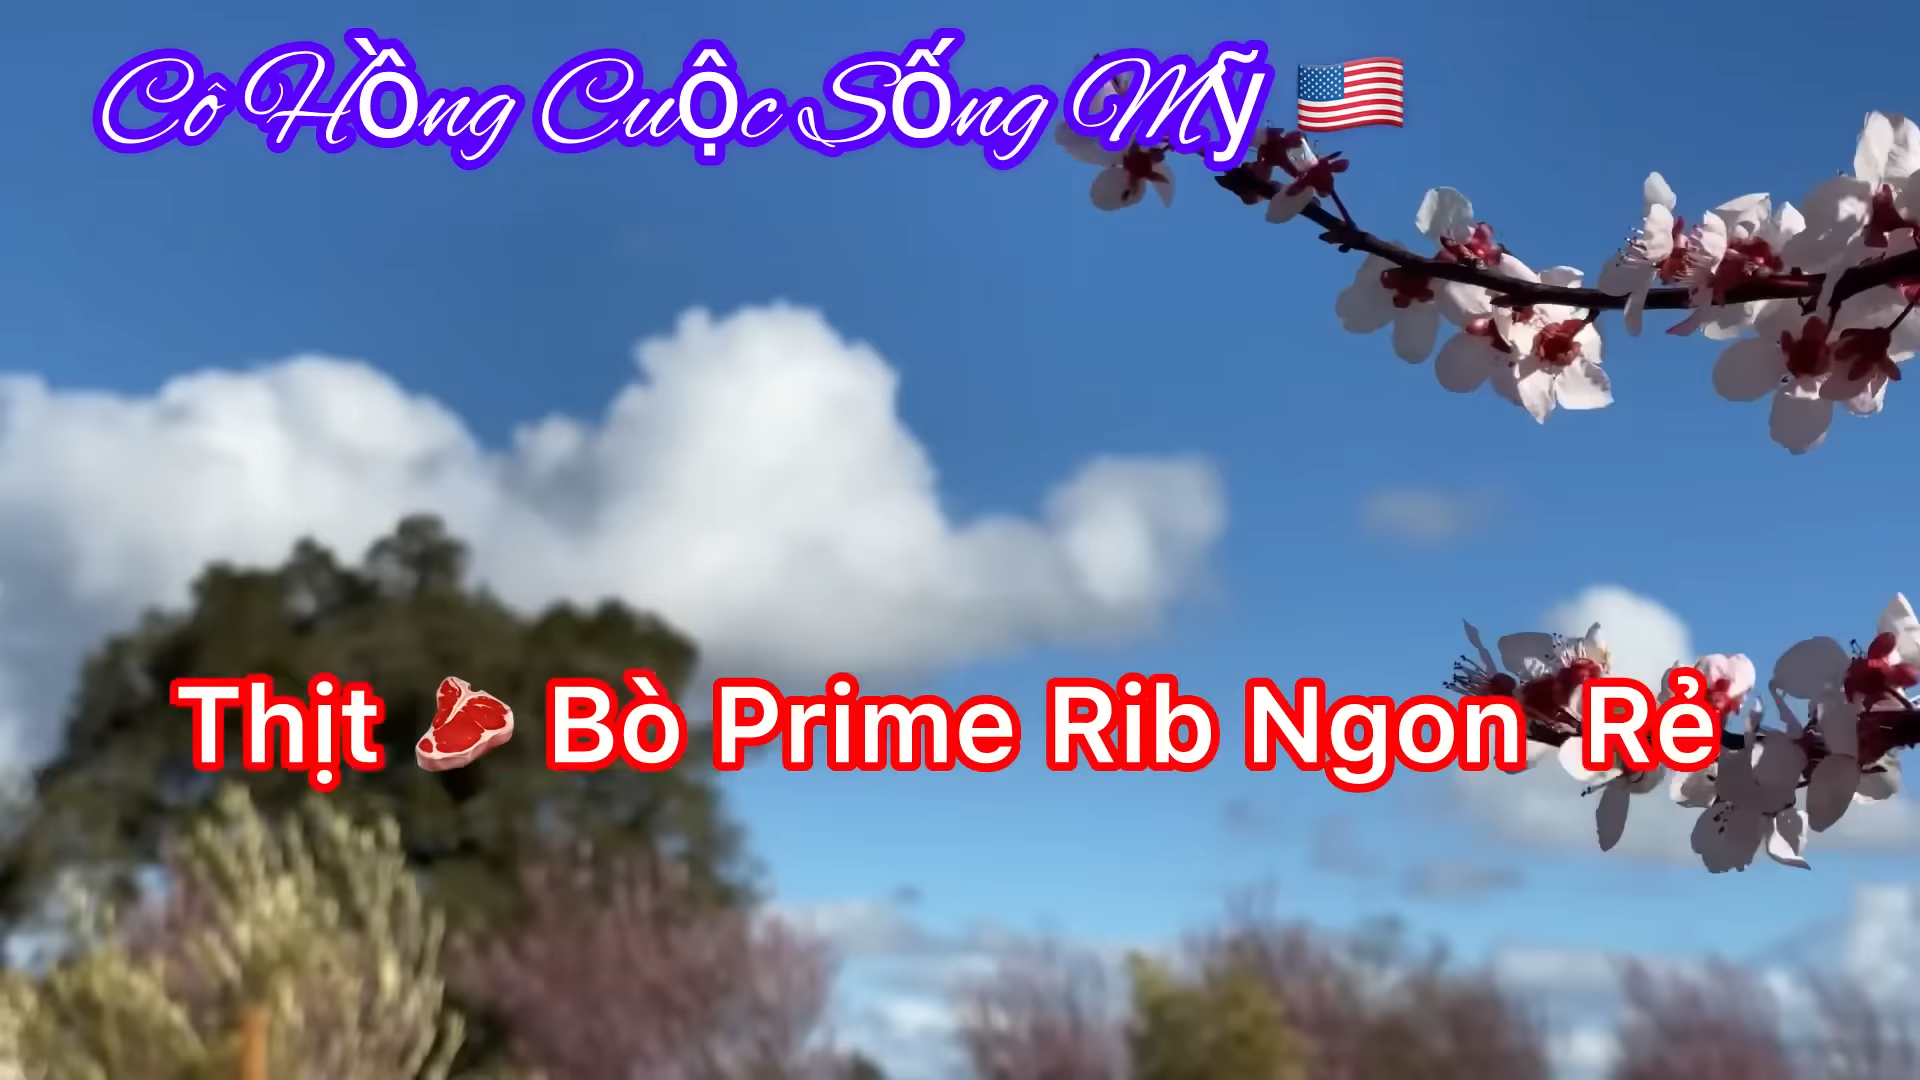 Cô Hồng Cuộc Sống Mỹ 🇺🇸
Thịt 🥩 Bò Prime Rib Ngon Rẻ